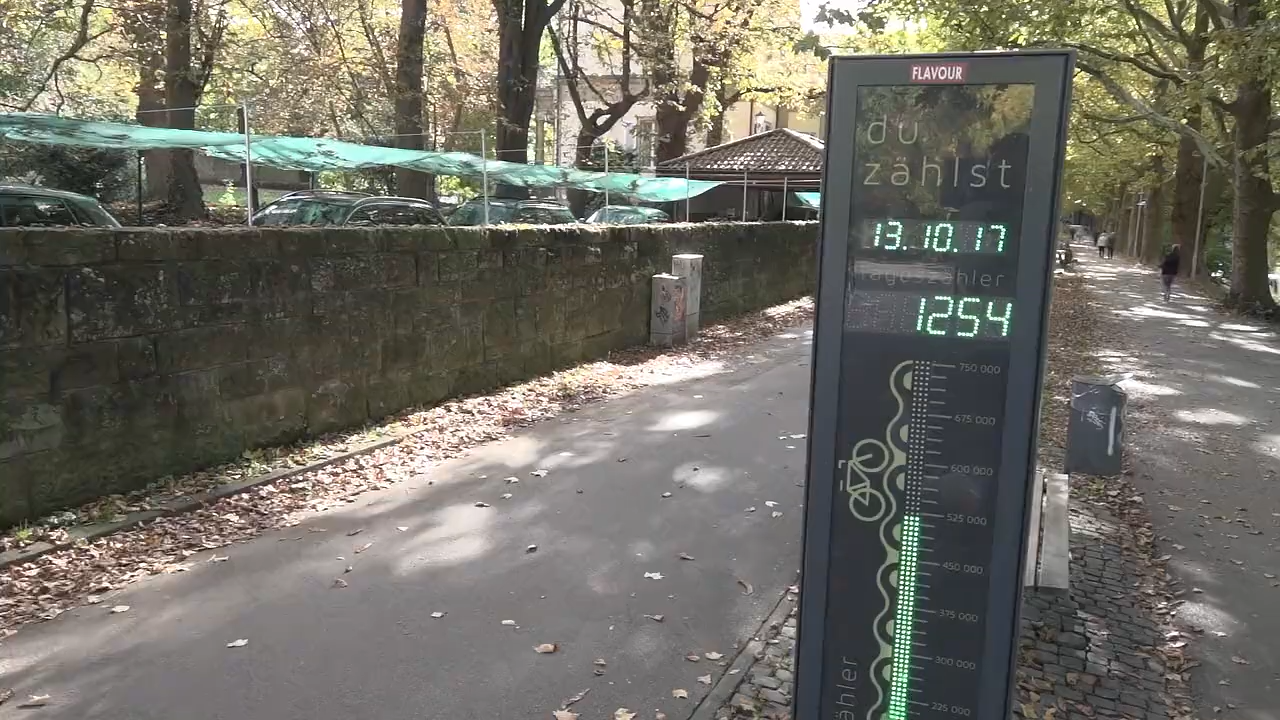 FLAVOUR
du
zählst
13.10.17
Tageszähler
1254
750 000
675 000
600 000
525 000
450 000
375 000
300 000
225 000